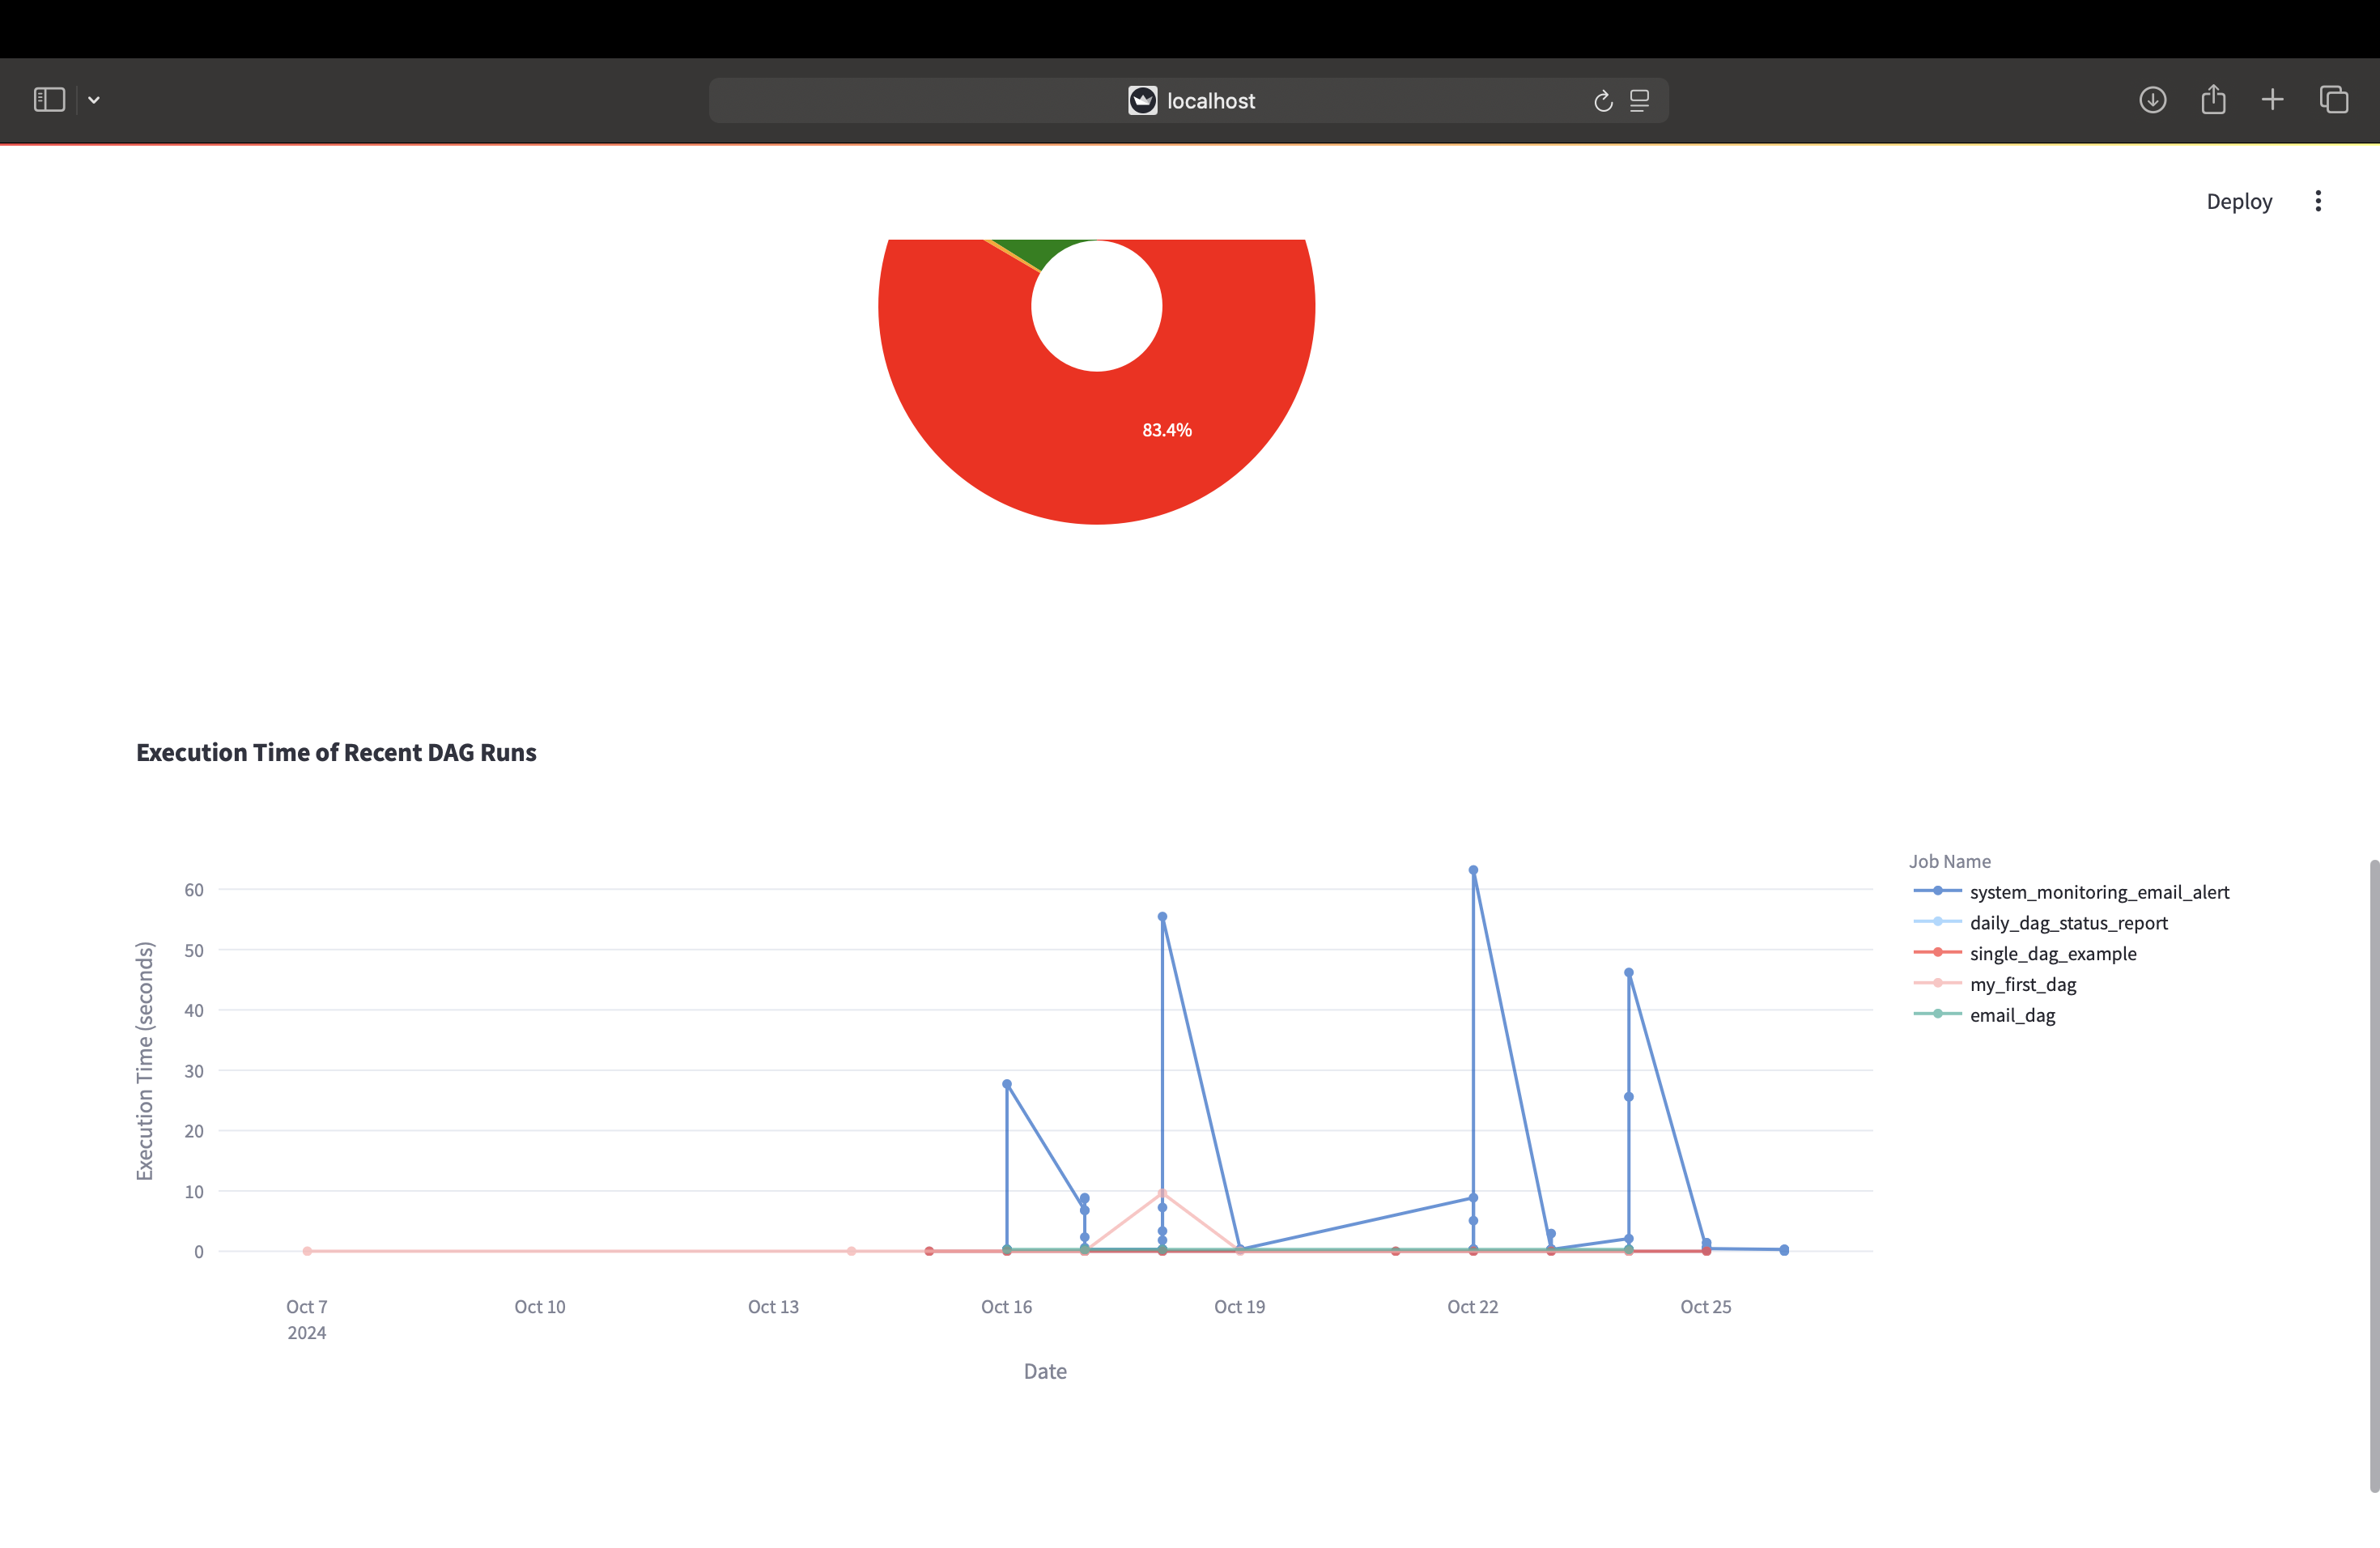 localhost
Deploy
83.4%
Execution Time of Recent DAG Runs
Job Name
system_monitoring_email_alert
daily_dag_status_report
single_dag_example
my_first_dag
email_dag
Execution Time (seconds)
60
50
40
30
20
10
0
Oct 7
2024
Oct 10
Oct 13
Oct 16
Oct 19
Oct 22
Oct 25
Date